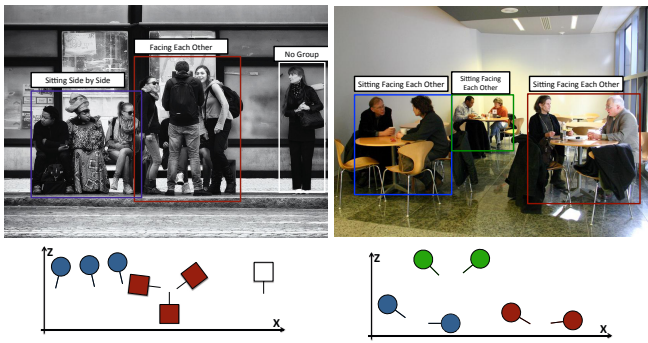 Facing Each Other
No Group
Sitting Side by Side
Sitting Facing
Each Other
Sitting Facing Each Other
Sitting Facing Each Other
Z
X
Z
X